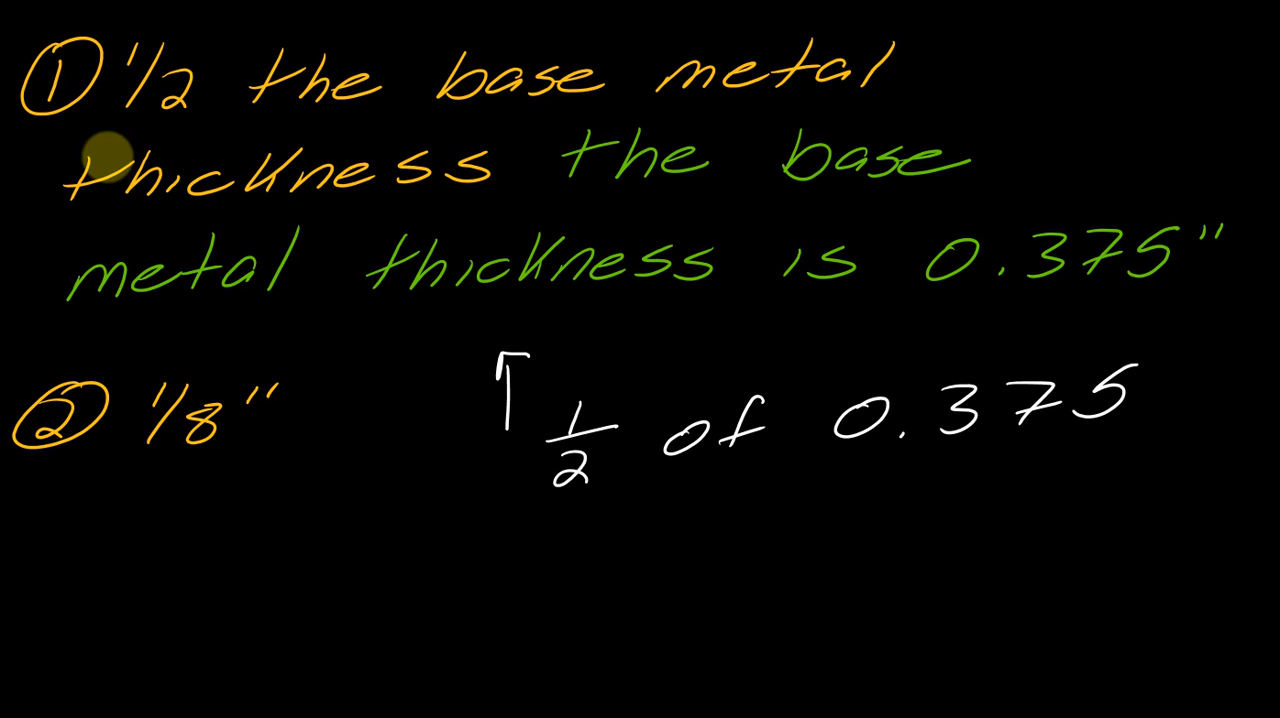 ① 1/2 the base metal
thickness the base
metal thickness is 0.375"
② 1/8" ↑ 1/2 of 0.375